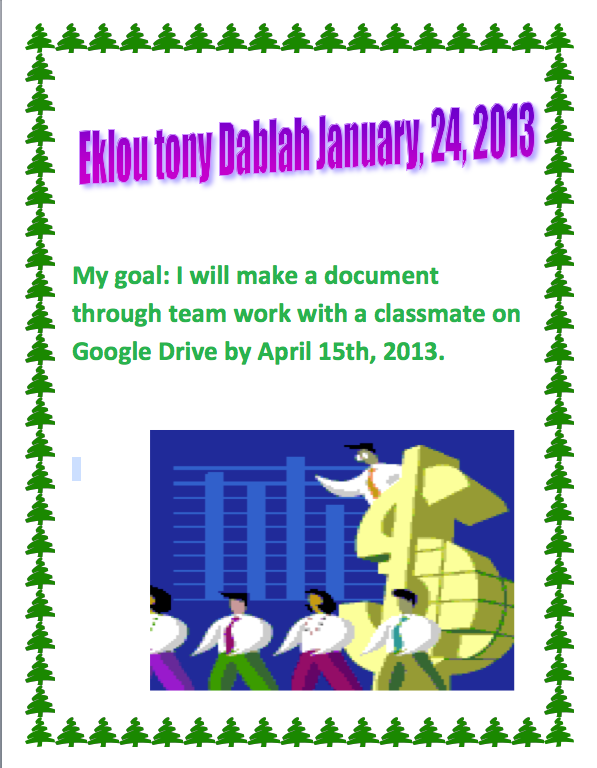 Eklou tony Dablah January, 24, 2013
My goal: I will make a document
through team work with a classmate on
Google Drive by April 15th, 2013.